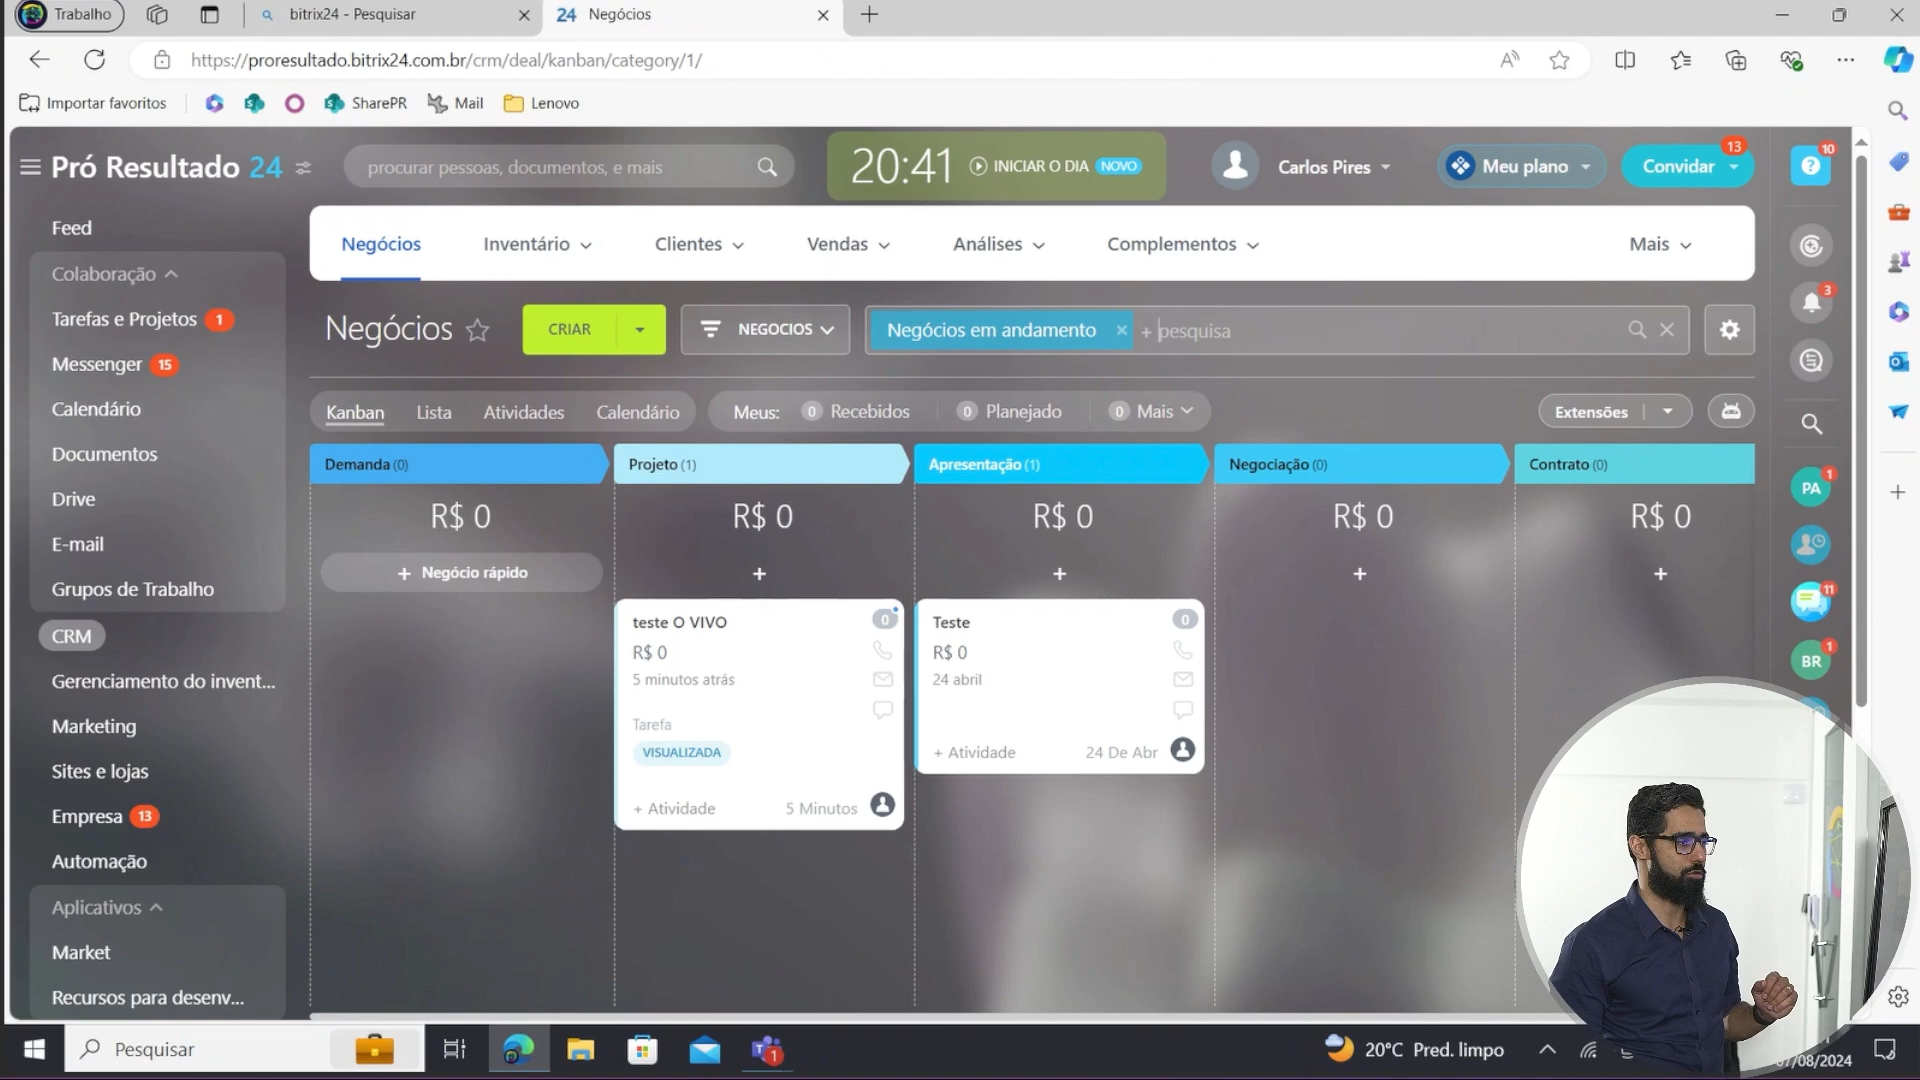 Trabalho
bitrix24 - Pesquisar
24 Negócios
https://proresultado.bitrix24.com.br/crm/deal/kanban/category/1/
Importar favoritos
SharePR
Mail
Lenovo
Pró Resultado 24
procurar pessoas, documentos, e mais
20:41 INICIAR O DIA NOVO
Carlos Pires
Meu plano
Convidar
13
10
Feed
Colaboração
Tarefas e Projetos 1
Messenger 15
Calendário
Documentos
Drive
E-mail
Grupos de Trabalho
CRM
Gerenciamento do invent...
Marketing
Sites e lojas
Empresa 13
Automação
Aplicativos
Market
Recursos para desenv...
Negócios
Inventário
Clientes
Vendas
Análises
Complementos
Mais
Negócios
CRIAR
NEGOCIOS
Negócios em andamento × + pesquisa
Kanban
Lista
Atividades
Calendário
Meus:
0 Recebidos
0 Planejado
0 Mais
Extensões
Demanda (0)
Projeto (1)
Apresentação (1)
Negociação (0)
Contrato (0)
R$ 0
R$ 0
R$ 0
R$ 0
R$ 0
+ Negócio rápido
+
+
+
+
teste O VIVO
0
R$ 0
5 minutos atrás
Tarefa
VISUALIZADA
+ Atividade
5 Minutos
Teste
0
R$ 0
24 abril
+ Atividade
24 De Abr
3
PA
1
11
BR
1
Pesquisar
1
20°C Pred. limpo
07/08/2024